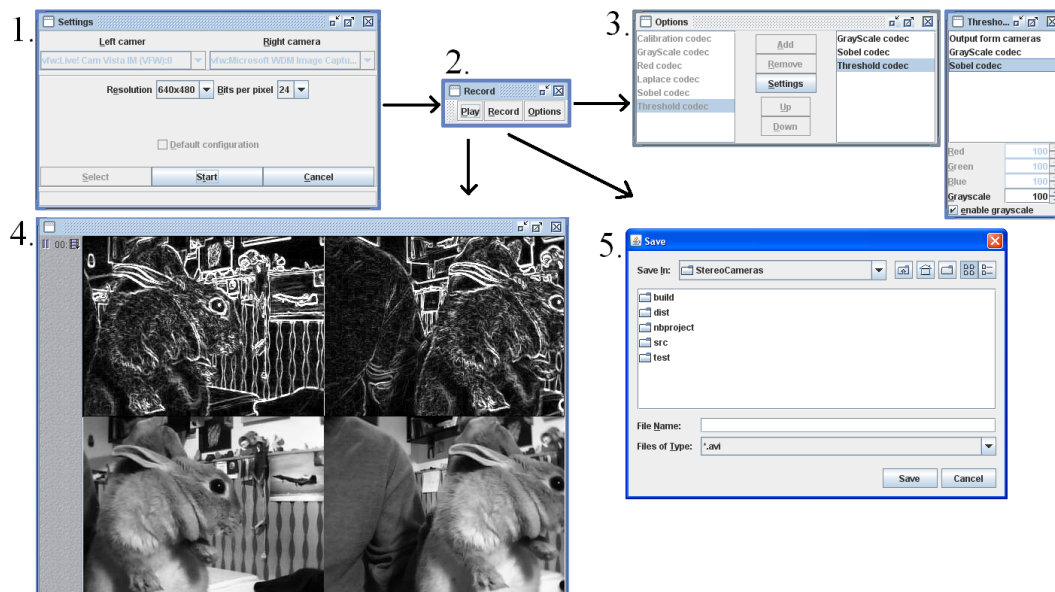 1.
Settings
Left camer Right camera
vfw:Live! Cam Vista IM (VFW):0 vfw:Microsoft WDM Image Captu...
Resolution 640x480 Bits per pixel 24
Default configuration
Select Start Cancel
2.
Record
Play Record Options
3.
Options
Calibration codec
GrayScale codec
Red codec
Laplace codec
Sobel codec
Threshold codec
Add
Remove
Settings
Up
Down
GrayScale codec
Sobel codec
Threshold codec
Thresho...
Output form cameras
GrayScale codec
Sobel codec
Red 100
Green 100
Blue 100
Grayscale 100
enable grayscale
4.
00:
5.
Save
Save In: StereoCameras
build
dist
nbproject
src
test
File Name:
Files of Type: *.avi
Save Cancel